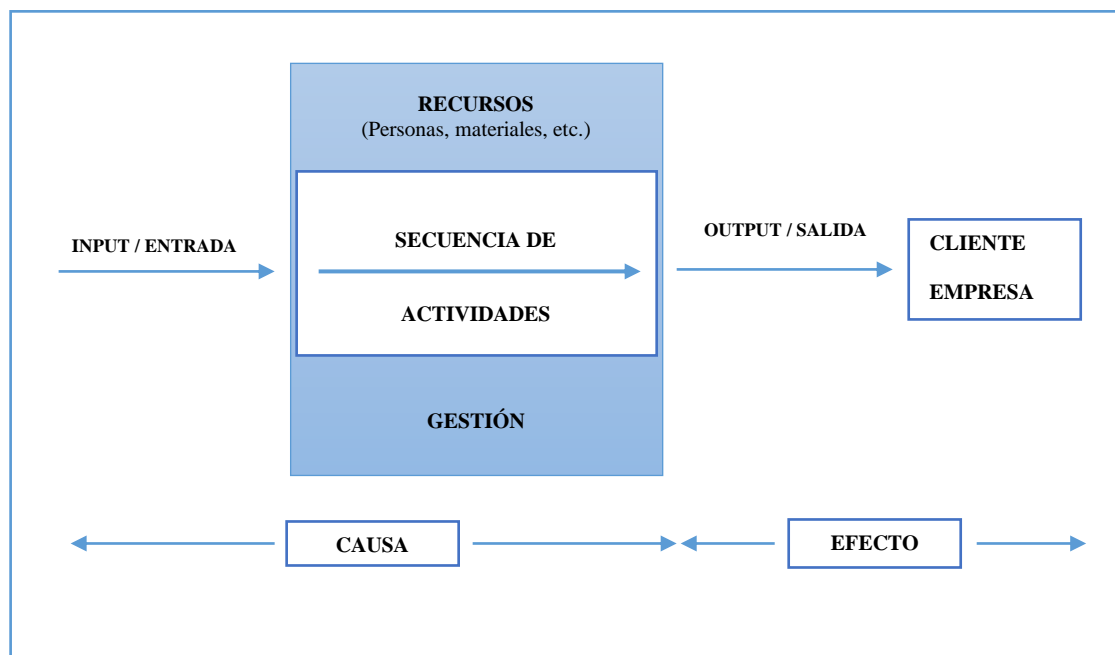 RECURSOS
(Personas, materiales, etc.)
INPUT / ENTRADA
SECUENCIA DE
ACTIVIDADES
OUTPUT / SALIDA
CLIENTE
EMPRESA
GESTIÓN
CAUSA
EFECTO